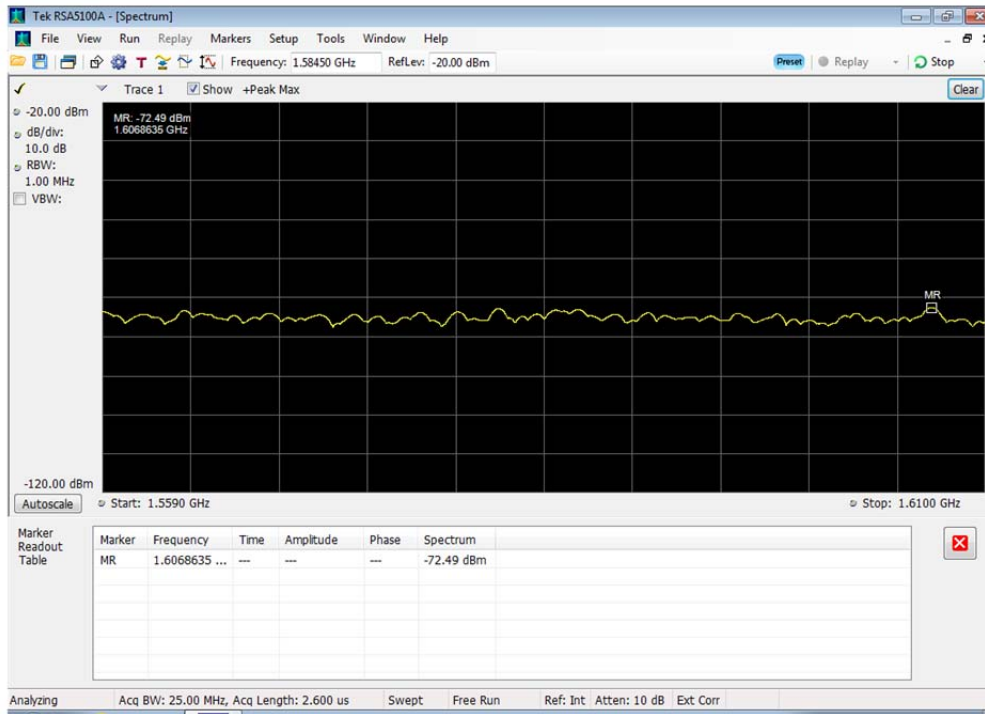 Tek RSA5100A - [Spectrum]
File View Run Replay Markers Setup Tools Window Help
T Frequency: 1.58450 GHz RefLev: -20.00 dBm Preset Replay Stop
Trace 1 Show +Peak Max Clear
-20.00 dBm
dB/div:
10.0 dB
RBW:
1.00 MHz
VBW:
MR: -72.49 dBm
1.6068635 GHz
MR
-120.00 dBm
Autoscale Start: 1.5590 GHz Stop: 1.6100 GHz
Marker
Readout
Table
Marker Frequency Time Amplitude Phase Spectrum
MR 1.6068635 ... --- --- --- -72.49 dBm
Analyzing Acq BW: 25.00 MHz, Acq Length: 2.600 us Swept Free Run Ref: Int Atten: 10 dB Ext Corr